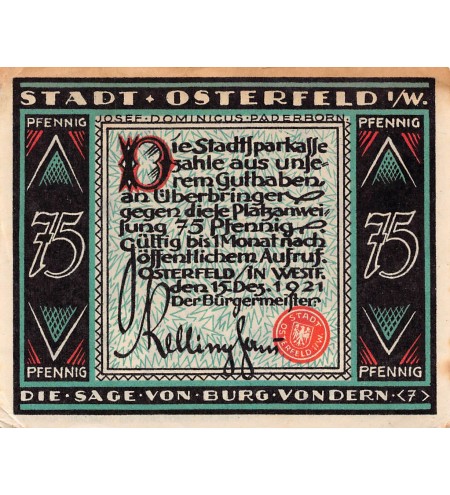 STADT · OSTERFELD I/W.
PFENNIG
JOSEF·DOMINICUS·PADERBORN.
PFENNIG
Die Stadtsparkasse
zahle aus unse-
rem Guthaben,
an Überbringer
gegen diese Platzanwei-
sung 75 Pfennig
Gültig bis 1 Monat nach
öffentlichem Aufruf.
OSTERFELD / IN WESTF.
den 15. Dez. 1921
Der Bürgermeister.
75
75
Kellinghaus
STADT
OSTERFELD I.W.
PFENNIG
PFENNIG
DIE·SAGE·VON·BURG·VONDERN·<7>